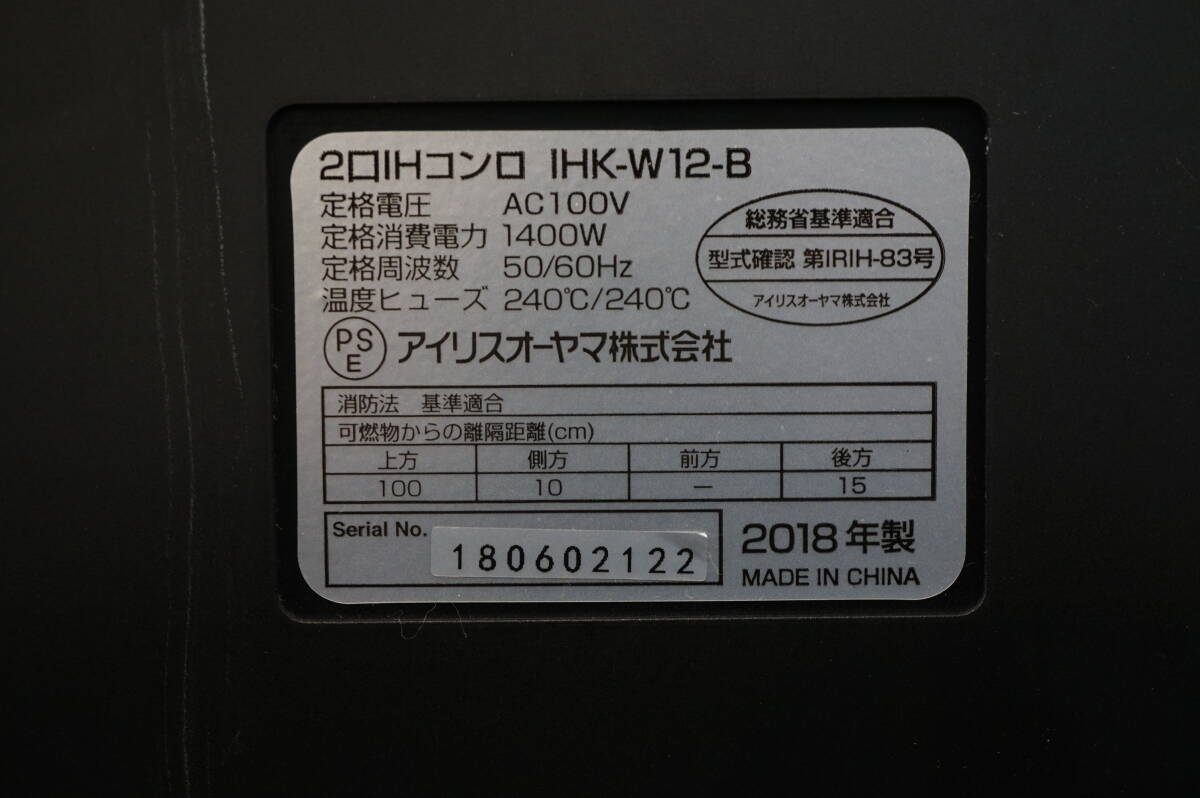 2口IHコンロ IHK-W12-B
定格電圧 AC100V
定格消費電力 1400W
定格周波数 50/60Hz
温度ヒューズ 240℃/240℃
総務省基準適合
型式確認 第IRIH-83号
アイリスオーヤマ株式会社
PS
E
アイリスオーヤマ株式会社
消防法 基準適合
可燃物からの離隔距離(cm)
上方 側方 前方 後方
100 10 — 15
Serial No. 180602122
2018年製
MADE IN CHINA